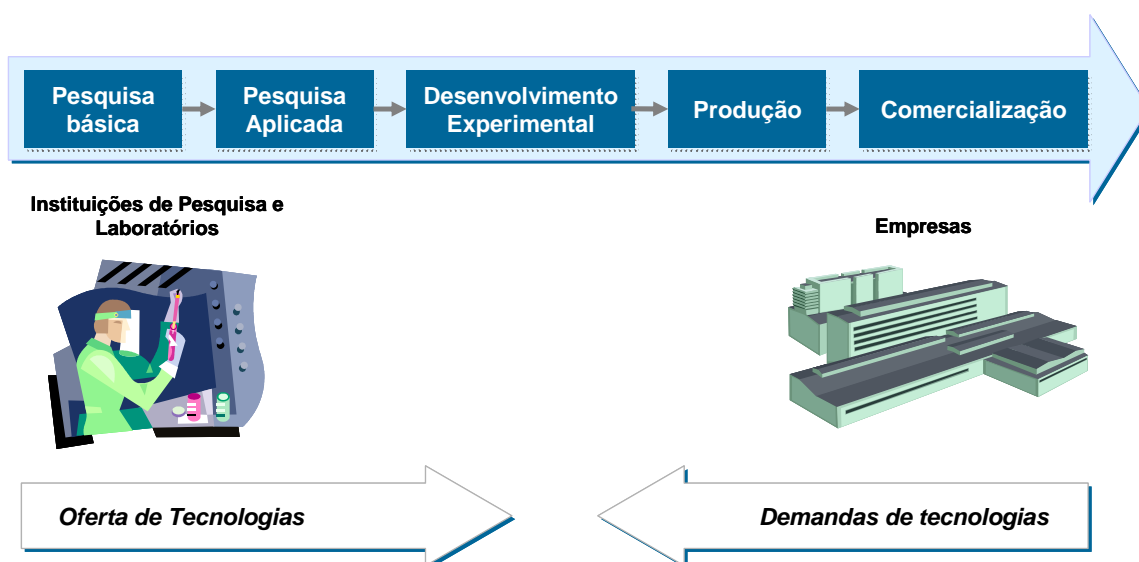 Pesquisa
básica
Pesquisa
Aplicada
Desenvolvimento
Experimental
Produção
Comercialização
Instituições de Pesquisa e
Laboratórios
Empresas
Oferta de Tecnologias
Demandas de tecnologias